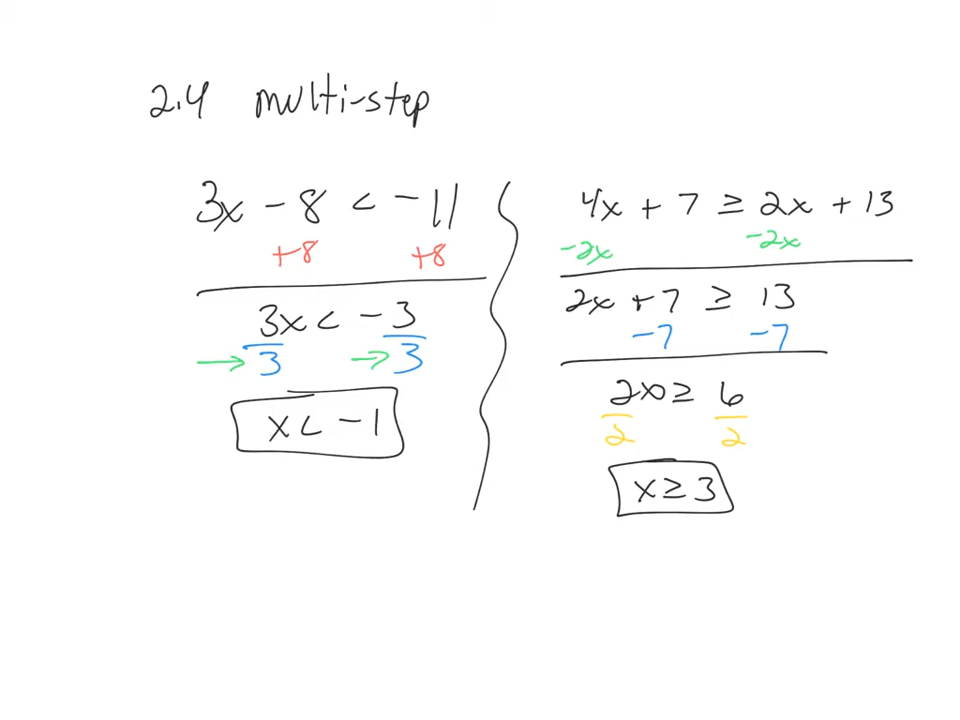 2.4 multi-step
3x - 8 < -11
+8 +8
3x < -3
→ 3 → 3
x < -1
4x + 7 ≥ 2x + 13
-2x -2x
2x + 7 ≥ 13
-7 -7
2x ≥ 6
2 2
x ≥ 3